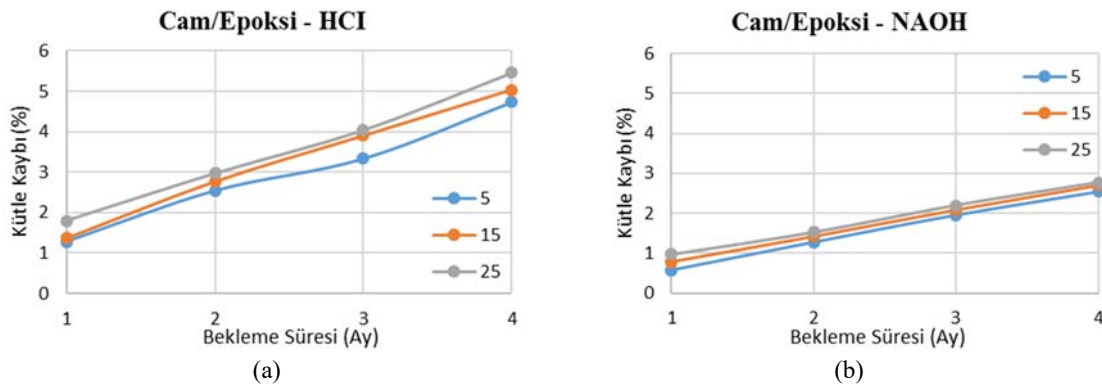 Cam/Epoksi - HCI
6
5
4
3
2
1
0
Kütle Kaybı (%)
5
15
25
1 2 3 4
Bekleme Süresi (Ay)
(a)
Cam/Epoksi - NAOH
6
5
4
3
2
1
0
Kütle Kaybı (%)
5
15
25
1 2 3 4
Bekleme Süresi (Ay)
(b)